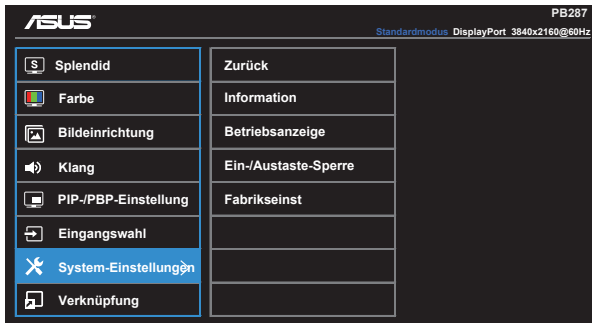 ASUS
PB287
Standardmodus DisplayPort 3840x2160@60Hz
S Splendid
Farbe
Bildeinrichtung
Klang
PIP-/PBP-Einstellung
Eingangswahl
System-Einstellungen
Verknüpfung
Zurück
Information
Betriebsanzeige
Ein-/Austaste-Sperre
Fabrikseinst